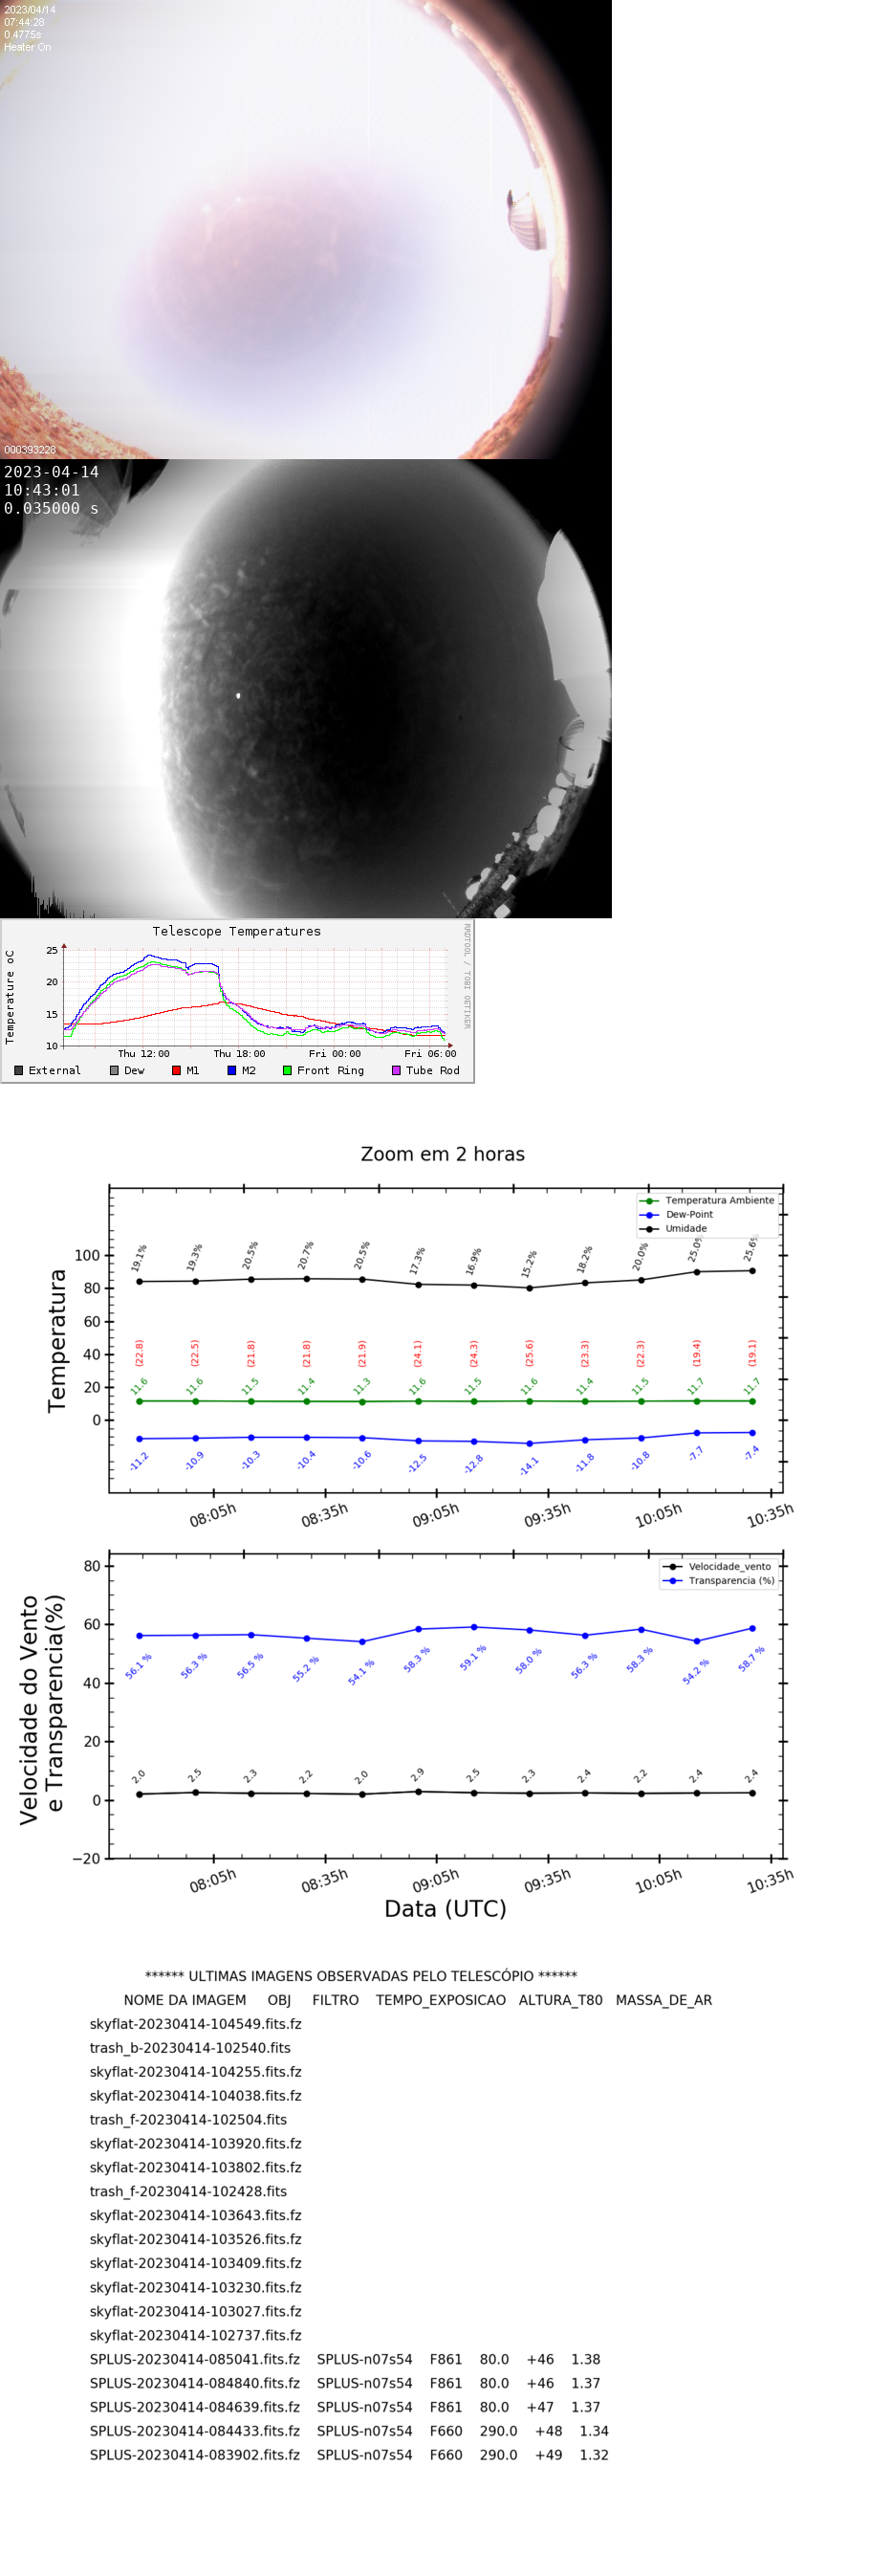 2023/04/14
07:44:28
0.4775s
Heater On
000393228
2023-04-14
10:43:01
0.035000 s
Telescope Temperatures
RRDTOOL / TOBI OETIKER
Temperature oC
25
20
15
10
Thu 12:00 Thu 18:00 Fri 00:00 Fri 06:00
External Dew M1 M2 Front Ring Tube Rod
Zoom em 2 horas
Temperatura Ambiente
Dew-Point
Umidade
Temperatura
100
80
60
40
20
0
19.1% 19.3% 20.5% 20.7% 20.5% 17.3% 16.9% 15.2% 18.2% 20.0% 25.0% 25.6%
(22.8) (22.5) (21.8) (21.8) (21.9) (24.1) (24.3) (25.6) (23.3) (22.3) (19.4) (19.1)
11.6 11.6 11.5 11.4 11.3 11.6 11.5 11.6 11.4 11.5 11.7 11.7
-11.2 -10.9 -10.3 -10.4 -10.6 -12.5 -12.8 -14.1 -11.8 -10.8 -7.7 -7.4
08:05h 08:35h 09:05h 09:35h 10:05h 10:35h
Velocidade_vento
Transparencia (%)
Velocidade do Vento
e Transparencia(%)
80
60
40
20
0
−20
56.1 % 56.3 % 56.5 % 55.2 % 54.1 % 58.3 % 59.1 % 58.0 % 56.3 % 58.3 % 54.2 % 58.7 %
2.0 2.5 2.3 2.2 2.0 2.9 2.5 2.3 2.4 2.2 2.4 2.4
08:05h 08:35h 09:05h 09:35h 10:05h 10:35h
Data (UTC)
****** ULTIMAS IMAGENS OBSERVADAS PELO TELESCÓPIO ******
NOME DA IMAGEM OBJ FILTRO TEMPO_EXPOSICAO ALTURA_T80 MASSA_DE_AR
skyflat-20230414-104549.fits.fz
trash_b-20230414-102540.fits
skyflat-20230414-104255.fits.fz
skyflat-20230414-104038.fits.fz
trash_f-20230414-102504.fits
skyflat-20230414-103920.fits.fz
skyflat-20230414-103802.fits.fz
trash_f-20230414-102428.fits
skyflat-20230414-103643.fits.fz
skyflat-20230414-103526.fits.fz
skyflat-20230414-103409.fits.fz
skyflat-20230414-103230.fits.fz
skyflat-20230414-103027.fits.fz
skyflat-20230414-102737.fits.fz
SPLUS-20230414-085041.fits.fz SPLUS-n07s54 F861 80.0 +46 1.38
SPLUS-20230414-084840.fits.fz SPLUS-n07s54 F861 80.0 +46 1.37
SPLUS-20230414-084639.fits.fz SPLUS-n07s54 F861 80.0 +47 1.37
SPLUS-20230414-084433.fits.fz SPLUS-n07s54 F660 290.0 +48 1.34
SPLUS-20230414-083902.fits.fz SPLUS-n07s54 F660 290.0 +49 1.32